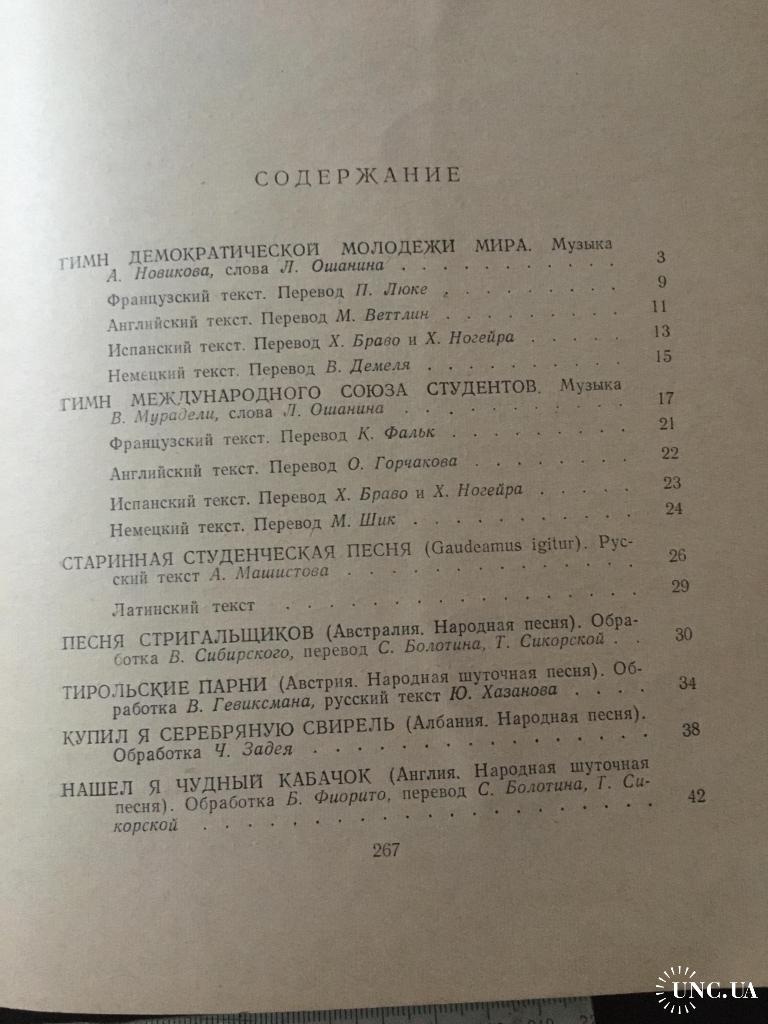 СОДЕРЖАНИЕ
ГИМН ДЕМОКРАТИЧЕСКОЙ МОЛОДЕЖИ МИРА. Музыка
А. Новикова, слова Л. Ошанина . . . . . . . . . . . 3
Французский текст. Перевод П. Люке . . . . . . . . 9
Английский текст. Перевод М. Веттлин . . . . . . . . 11
Испанский текст. Перевод Х. Браво и Х. Ногейра . . . . 13
Немецкий текст. Перевод В. Демеля . . . . . . . . . 15
ГИМН МЕЖДУНАРОДНОГО СОЮЗА СТУДЕНТОВ. Музыка
В. Мурадели, слова Л. Ошанина . . . . . . . . . . . 17
Французский текст. Перевод К. Фальк . . . . . . . . 21
Английский текст. Перевод О. Горчакова . . . . . . . 22
Испанский текст. Перевод Х. Браво и Х. Ногейра . . . . 23
Немецкий текст. Перевод М. Шик . . . . . . . . . . 24
СТАРИННАЯ СТУДЕНЧЕСКАЯ ПЕСНЯ (Gaudeamus igitur). Рус-
ский текст А. Машистова . . . . . . . . . . . . . 26
Латинский текст . . . . . . . . . . . . . . . . 29
ПЕСНЯ СТРИГАЛЬЩИКОВ (Австралия. Народная песня). Обра-
ботка В. Сибирского, перевод С. Болотина, Т. Сикорской . . 30
ТИРОЛЬСКИЕ ПАРНИ (Австрия. Народная шуточная песня). Об-
работка В. Гевиксмана, русский текст Ю. Хазанова . . . . 34
КУПИЛ Я СЕРЕБРЯНУЮ СВИРЕЛЬ (Албания. Народная песня).
Обработка Ч. Задея . . . . . . . . . . . . . . . 38
НАШЕЛ Я ЧУДНЫЙ КАБАЧОК (Англия. Народная шуточная
песня). Обработка Б. Фиорито, перевод С. Болотина, Т. Си-
корской . . . . . . . . . . . . . . . . . . . 42
267
UNC.UA